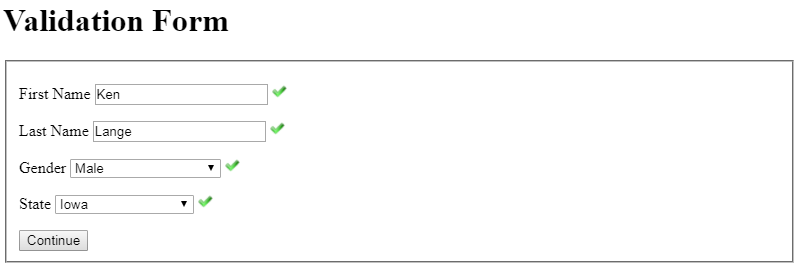 Validation Form
First Name Ken
Last Name Lange
Gender Male
State Iowa
Continue